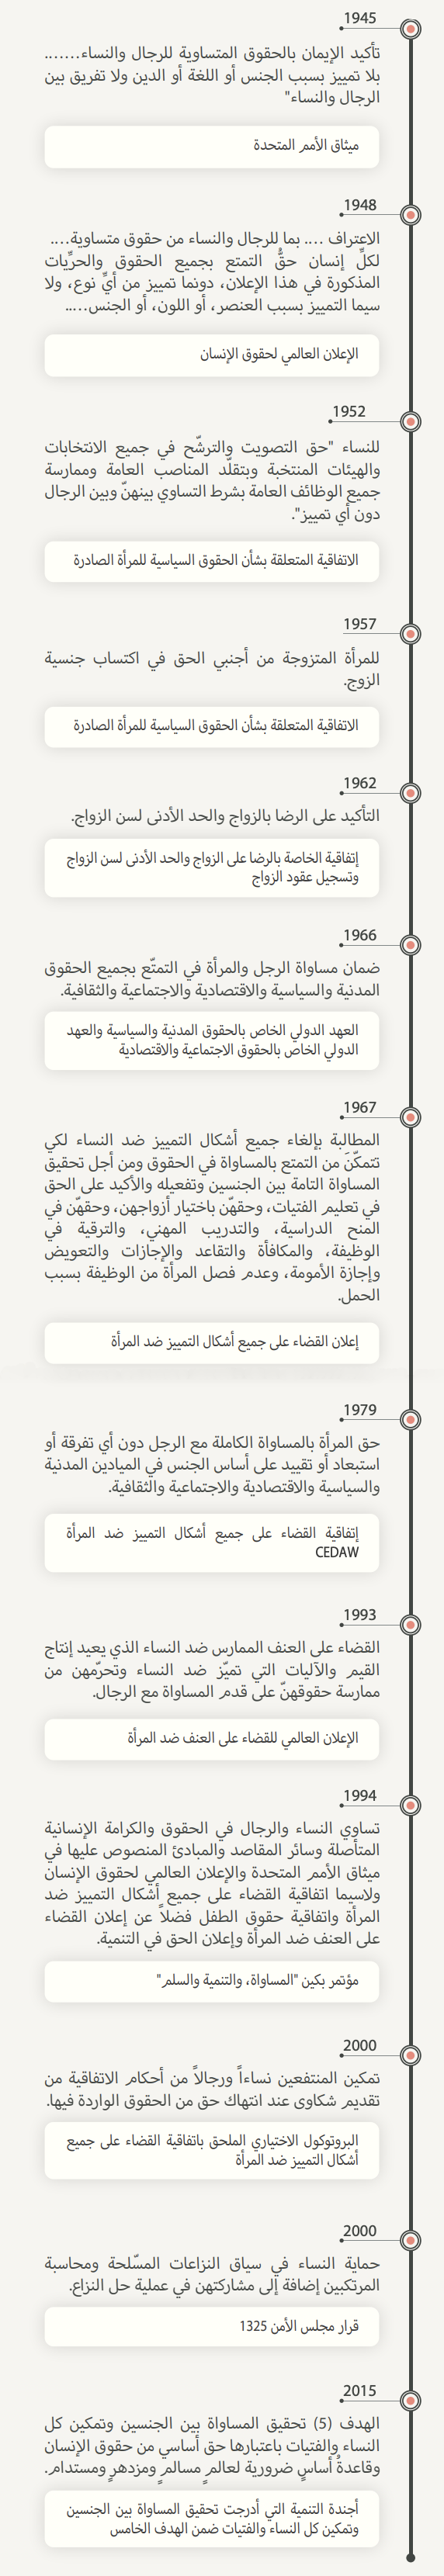 1945
تأكيد الإيمان بالحقوق المتساوية للرجال والنساء.......
بلا تمييز بسبب الجنس أو اللغة أو الدين ولا تفريق بين
الرجال والنساء"
ميثاق الأمم المتحدة
1948
الاعتراف .... بما للرجال والنساء من حقوق متساوية....
لكلِّ إنسان حقُّ التمتع بجميع الحقوق والحرِّيات
المذكورة في هذا الإعلان، دونما تمييز من أيِّ نوع، ولا
سيما التمييز بسبب العنصر، أو اللون، أو الجنس.....
الإعلان العالمي لحقوق الإنسان
1952
للنساء "حق التصويت والترشّح في جميع الانتخابات
والهيئات المنتخبة وبتقلّد المناصب العامة وممارسة
جميع الوظائف العامة بشرط التساوي بينهنّ وبين الرجال
دون أي تمييز".
الاتفاقية المتعلقة بشأن الحقوق السياسية للمرأة الصادرة
1957
للمرأة المتزوجة من أجنبي الحق في اكتساب جنسية
الزوج.
الاتفاقية المتعلقة بشأن الحقوق السياسية للمرأة الصادرة
1962
التأكيد على الرضا بالزواج والحد الأدنى لسن الزواج.
إتفاقية الخاصة بالرضا على الزواج والحد الأدنى لسن الزواج
وتسجيل عقود الزواج
1966
ضمان مساواة الرجل والمرأة في التمتّع بجميع الحقوق
المدنية والسياسية والاقتصادية والاجتماعية والثقافية.
العهد الدولي الخاص بالحقوق المدنية والسياسية والعهد
الدولي الخاص بالحقوق الاجتماعية والاقتصادية
1967
المطالبة بإلغاء جميع أشكال التمييز ضد النساء لكي
تتمكّنَ من التمتع بالمساواة في الحقوق ومن أجل تحقيق
المساواة التامة بين الجنسين وتفعيله والأكيد على الحق
في تعليم الفتيات، وحقهّن باختيار أزواجهن، وحقهّن في
المنح الدراسية، والتدريب المهني، والترقية في
الوظيفة، والمكافأة والتقاعد والإجازات والتعويض
وإجازة الأمومة، وعدم فصل المرأة من الوظيفة بسبب
الحمل.
إعلان القضاء على جميع أشكال التمييز ضد المرأة
1979
حق المرأة بالمساواة الكاملة مع الرجل دون أي تفرقة أو
استبعاد أو تقييد على أساس الجنس في الميادين المدنية
والسياسية والاقتصادية والاجتماعية والثقافية.
إتفاقية القضاء على جميع أشكال التمييز ضد المرأة
CEDAW
1993
القضاء على العنف الممارس ضد النساء الذي يعيد إنتاج
القيم والآليات التي تميّز ضد النساء وتحرّمهن من
ممارسة حقوقهنّ على قدم المساواة مع الرجال.
الإعلان العالمي للقضاء على العنف ضد المرأة
1994
تساوي النساء والرجال في الحقوق والكرامة الإنسانية
المتأصلة وسائر المقاصد والمبادئ المنصوص عليها في
ميثاق الأمم المتحدة والإعلان العالمي لحقوق الإنسان
ولاسيما اتفاقية القضاء على جميع أشكال التمييز ضد
المرأة واتفاقية حقوق الطفل فضلاً عن إعلان القضاء
على العنف ضد المرأة وإعلان الحق في التنمية.
مؤتمر بكين "المساواة، والتنمية والسلم"
2000
تمكين المنتفعين نساءاً ورجالاً من أحكام الاتفاقية من
تقديم شكاوى عند انتهاك حق من الحقوق الواردة فيها.
البروتوكول الاختياري الملحق باتفاقية القضاء على جميع
أشكال التمييز ضد المرأة
2000
حماية النساء في سياق النزاعات المسّلحة ومحاسبة
المرتكبين إضافة إلى مشاركتهن في عملية حل النزاع.
قرار مجلس الأمن 1325
2015
الهدف (5) تحقيق المساواة بين الجنسين وتمكين كل
النساء والفتيات باعتبارها حق أساسي من حقوق الإنسان
وقاعدةُ أساسٍ ضرورية لعالمٍ مسالمٍ ومزدهرٍ ومستدام.
أجندة التنمية التي أدرجت تحقيق المساواة بين الجنسين
وتمكين كل النساء والفتيات ضمن الهدف الخامس